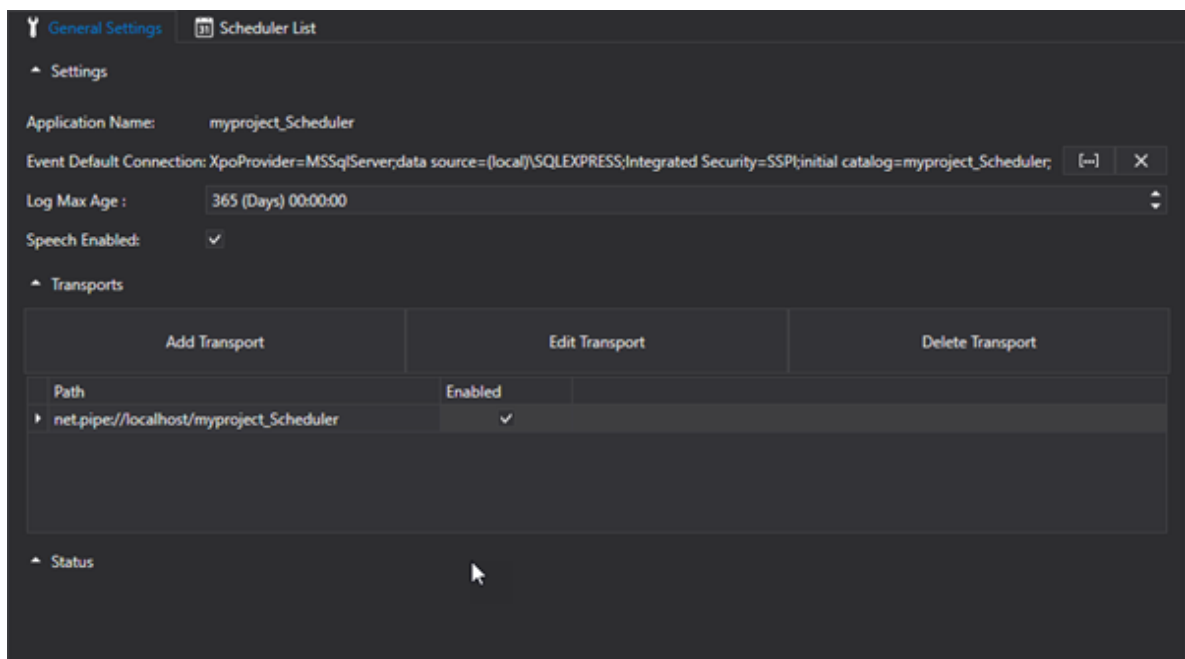 General Settings 31 Scheduler List
Settings
Application Name: myproject_Scheduler
Event Default Connection: XpoProvider=MSSqlServer;data source=(local)\SQLEXPRESS;Integrated Security=SSPI;initial catalog=myproject_Scheduler; [...] X
Log Max Age : 365 (Days) 00:00:00
Speech Enabled:
Transports
Add Transport Edit Transport Delete Transport
Path Enabled
net.pipe://localhost/myproject_Scheduler
Status